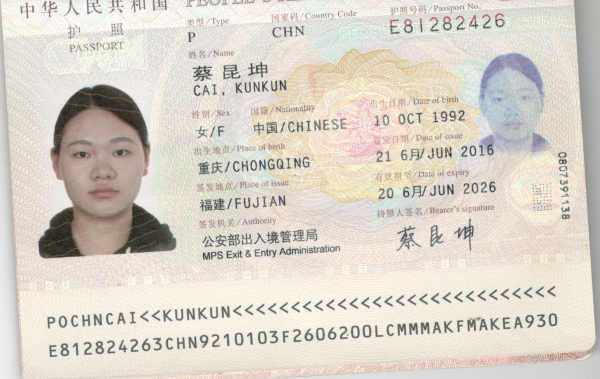 中华人民共和国
护照
PASSPORT
类型/Type
国家码/Country Code
护照号码/Passport No.
P
CHN
E81282426
姓名/Name
蔡昆坤
CAI, KUNKUN
性别/Sex
国籍/Nationality
出生日期/Date of birth
女/F
中国/CHINESE
10 OCT 1992
出生地点/Place of birth
签发日期/Date of issue
重庆/CHONGQING
21 6月/JUN 2016
签发地点/Place of issue
有效期至/Date of expiry
福建/FUJIAN
20 6月/JUN 2026
签发机关/Authority
持照人签名/Bearer's signature
公安部出入境管理局
MPS Exit & Entry Administration
蔡昆坤
0807391138
POCHNCAI<<KUNKUN<<<<<<<<<<<<<<<<<<<<<<<<<<<<
E812824263CHN9210103F2606200LCMMMAKFMAKEA930